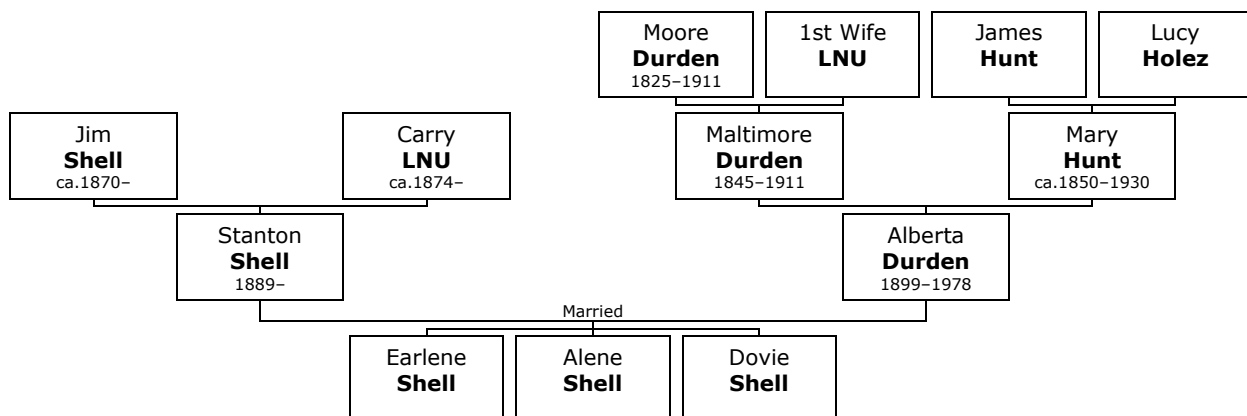 Moore
Durden
1825–1911
1st Wife
LNU
James
Hunt
Lucy
Holez
Jim
Shell
ca.1870–
Carry
LNU
ca.1874–
Maltimore
Durden
1845–1911
Mary
Hunt
ca.1850–1930
Stanton
Shell
1889–
Alberta
Durden
1899–1978
Married
Earlene
Shell
Alene
Shell
Dovie
Shell